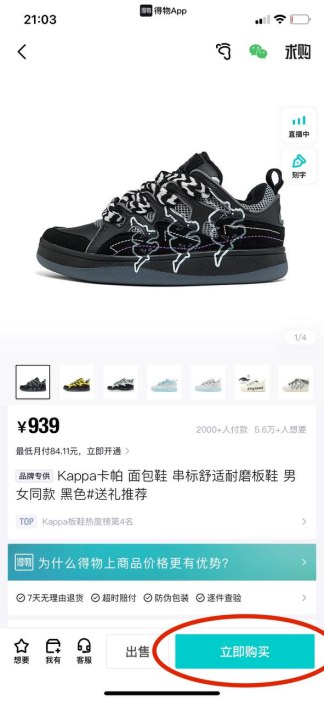 21:03
得物 得物App
求购
直播中
刻字
1/4
¥939
2000+人付款 5.6万+人想要
最低月付84.11元，立即开通 >
品牌专供 Kappa卡帕 面包鞋 串标舒适耐磨板鞋 男
女同款 黑色#送礼推荐
TOP Kappa板鞋热度榜第4名
得物 为什么得物上商品价格更有优势?
7天无理由退货 超时赔付 防伪包装 逐件查验
想要 我有 客服 出售 立即购买